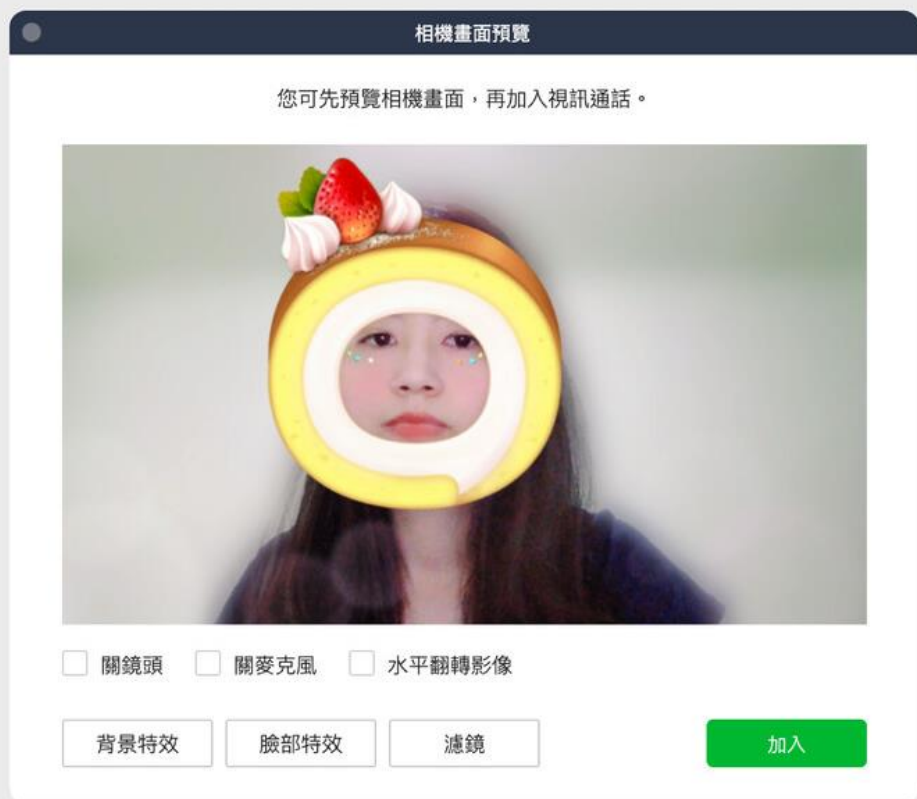 相機畫面預覽
您可先預覽相機畫面，再加入視訊通話。
關鏡頭 關麥克風 水平翻轉影像
背景特效 臉部特效 濾鏡 加入